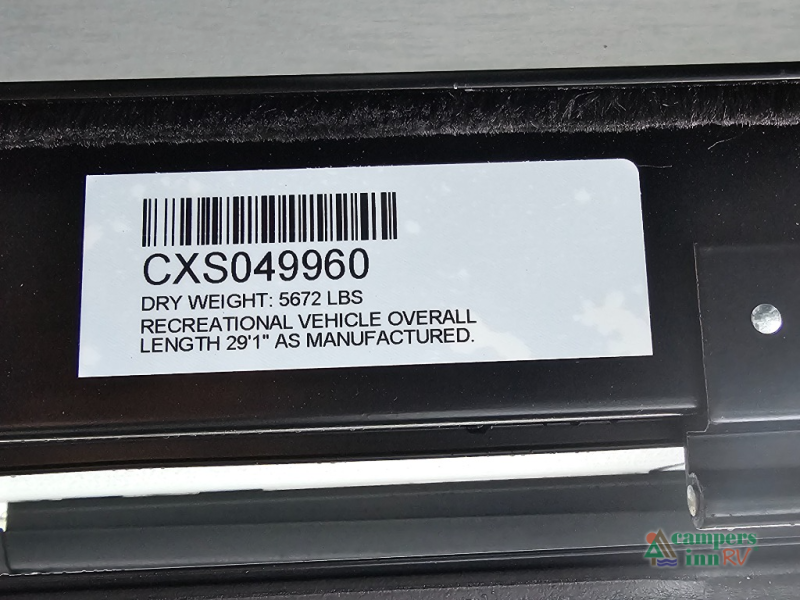 CXS049960
DRY WEIGHT: 5672 LBS
RECREATIONAL VEHICLE OVERALL
LENGTH 29'1" AS MANUFACTURED.
campers
inn RV